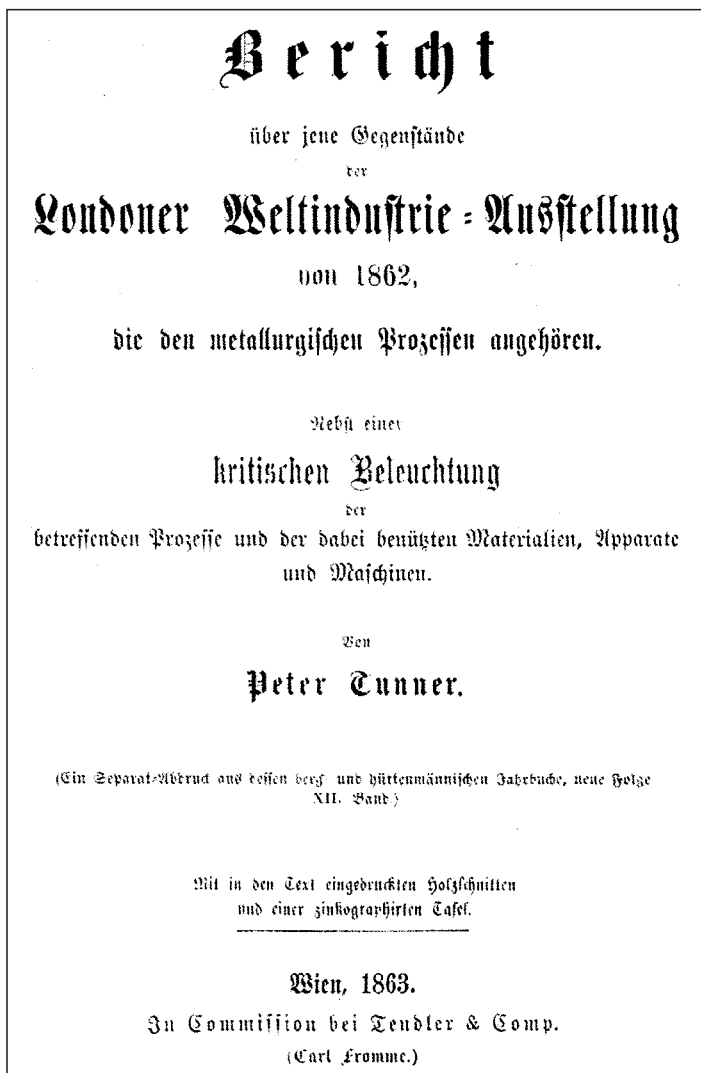 Bericht
über jene Gegenstände
der
Londoner Weltindustrie-Ausstellung
von 1862,
die den metallurgischen Prozessen angehören.
Nebst einer
kritischen Beleuchtung
der
betreffenden Prozesse und der dabei benützten Materialien, Apparate
und Maschinen.
Von
Peter Tunner.
(Ein Separat-Abdruck aus dessen berg- und hüttenmännischen Jahrbuche, neue Folge
XII. Band.)
Mit in den Text eingedruckten Holzschnitten
und einer zinkographirten Tafel.
Wien, 1863.
In Commission bei Tendler & Comp.
(Carl Fromme.)